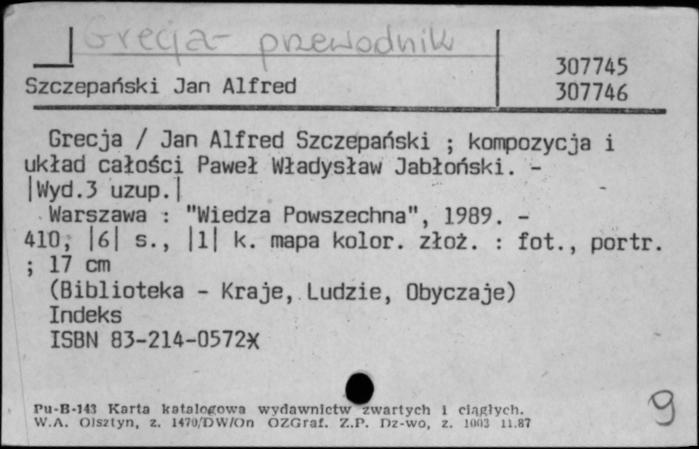 Grecja - przewodnik
307745
Szczepański Jan Alfred
307746
Grecja / Jan Alfred Szczepański ; kompozycja i
układ całości Paweł Władysław Jabłoński. -
|Wyd.3 uzup.|
Warszawa : "Wiedza Powszechna", 1989. -
410, |6| s., |1| k. mapa kolor. złoż. : fot., portr.
; 17 cm
(Biblioteka - Kraje, Ludzie, Obyczaje)
Indeks
ISBN 83-214-0572X
Pu-B-143 Karta katalogowa wydawnictw zwartych i ciągłych.
W.A. Olsztyn, z. 1470/DW/On OZGraf. Z.P. Dz-wo, z. 1003 11.87
9